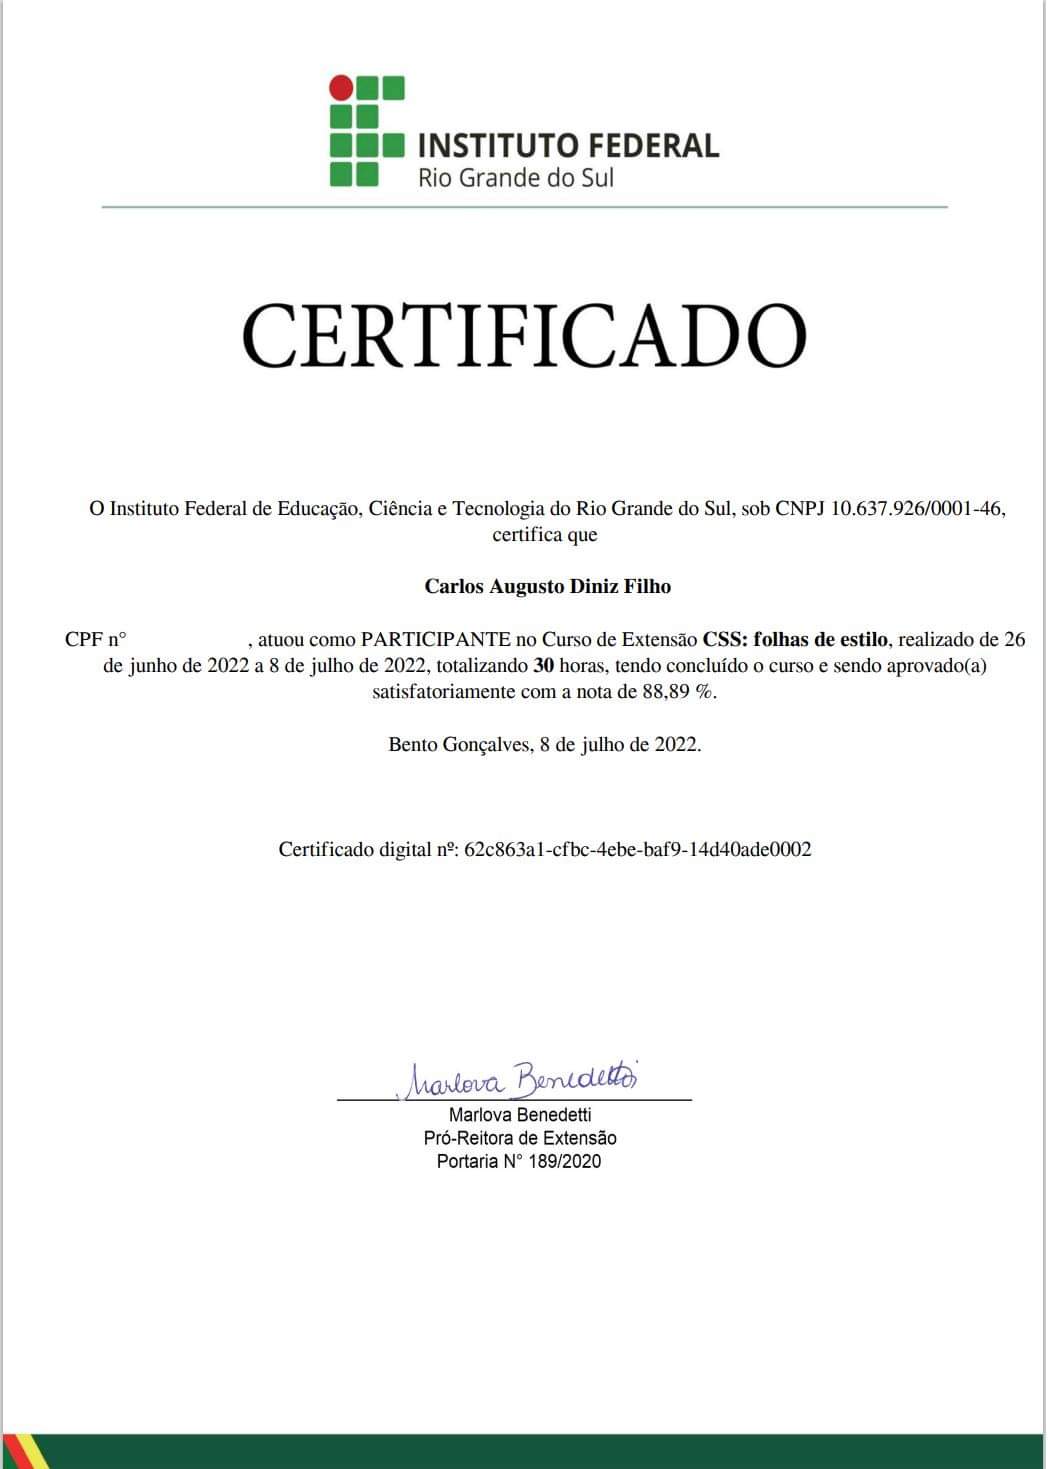 INSTITUTO FEDERAL
Rio Grande do Sul
CERTIFICADO
O Instituto Federal de Educação, Ciência e Tecnologia do Rio Grande do Sul, sob CNPJ 10.637.926/0001-46,
certifica que
Carlos Augusto Diniz Filho
CPF n° , atuou como PARTICIPANTE no Curso de Extensão CSS: folhas de estilo, realizado de 26
de junho de 2022 a 8 de julho de 2022, totalizando 30 horas, tendo concluído o curso e sendo aprovado(a)
satisfatoriamente com a nota de 88,89 %.
Bento Gonçalves, 8 de julho de 2022.
Certificado digital nº: 62c863a1-cfbc-4ebe-baf9-14d40ade0002
Marlova Benedetti
Marlova Benedetti
Pró-Reitora de Extensão
Portaria N° 189/2020